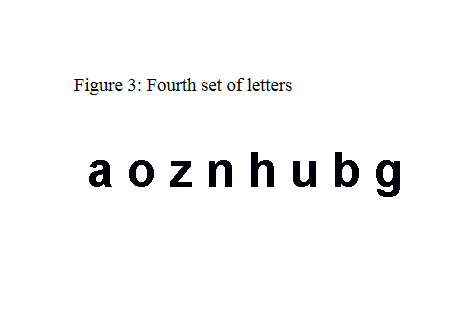 Figure 3: Fourth set of letters
a o z n h u b g